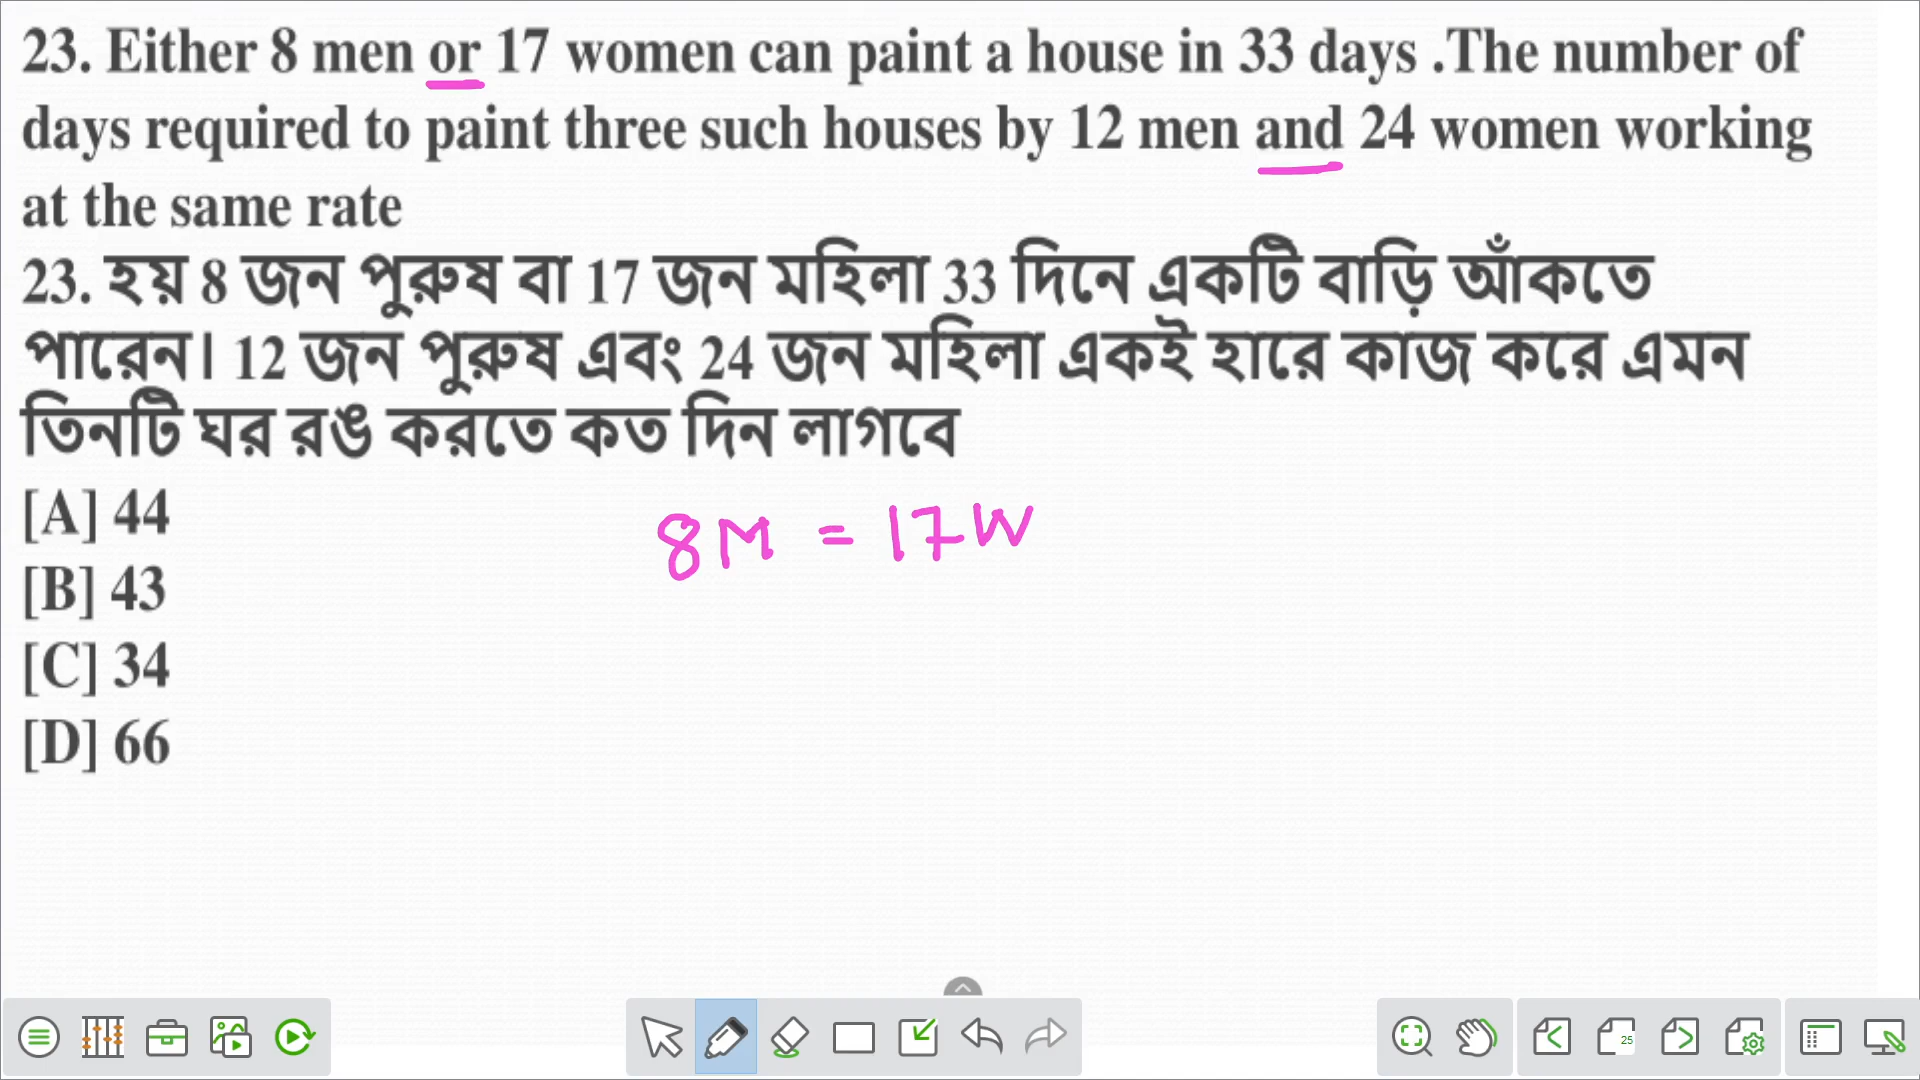 23. Either 8 men or 17 women can paint a house in 33 days .The number of
days required to paint three such houses by 12 men and 24 women working
at the same rate
23. হয় 8 জন পুরুষ বা 17 জন মহিলা 33 দিনে একটি বাড়ি আঁকতে
পারেন। 12 জন পুরুষ এবং 24 জন মহিলা একই হারে কাজ করে এমন
তিনটি ঘর রঙ করতে কত দিন লাগবে
[A] 44
8M = 17W
[B] 43
[C] 34
[D] 66
25